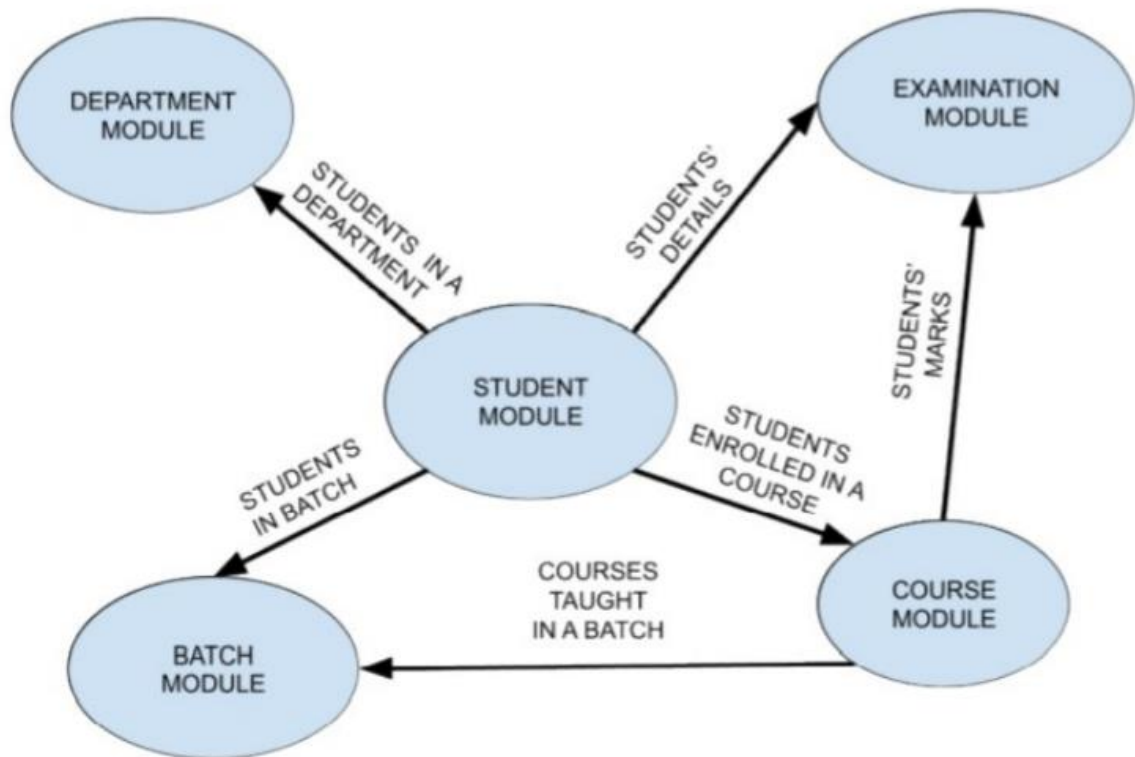 DEPARTMENT
MODULE
EXAMINATION
MODULE
STUDENTS IN A
DEPARTMENT
STUDENTS'
DETAILS
STUDENTS'
MARKS
STUDENT
MODULE
STUDENTS
ENROLLED IN A
COURSE
STUDENTS
IN BATCH
COURSES
TAUGHT
IN A BATCH
COURSE
MODULE
BATCH
MODULE